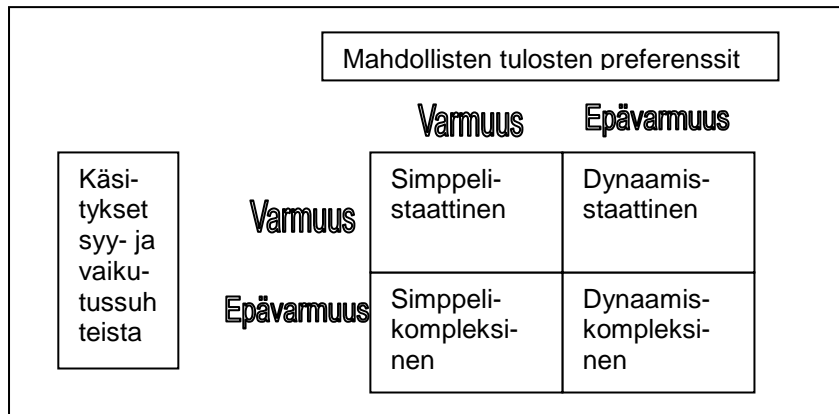 Mahdollisten tulosten preferenssit
Varmuus
Epävarmuus
Käsi-
tykset
syy- ja
vaiku-
tussuh
teista
Varmuus
Simppeli-
staattinen
Dynaamis-
staattinen
Epävarmuus
Simppeli-
kompleksi-
nen
Dynaamis-
kompleksi-
nen